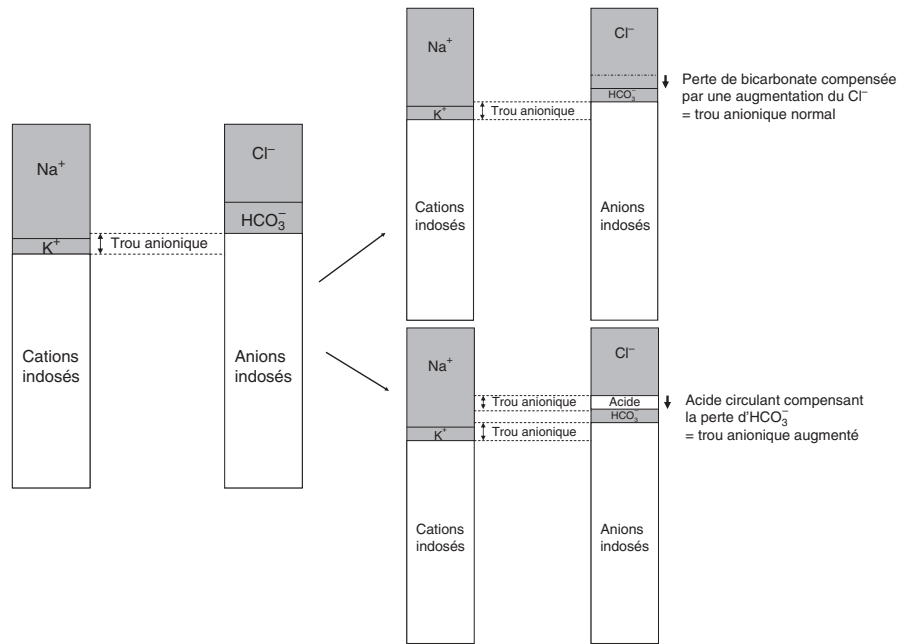 Na⁺
K⁺
Cations
indosés
Trou anionique
Cl⁻
HCO₃⁻
Anions
indosés
Na⁺
K⁺
Cations
indosés
Trou anionique
Cl⁻
HCO₃⁻
Anions
indosés
Perte de bicarbonate compensée
par une augmentation du Cl⁻
= trou anionique normal
Na⁺
K⁺
Cations
indosés
Trou anionique
Trou anionique
Cl⁻
Acide
HCO₃⁻
Anions
indosés
Acide circulant compensant
la perte d'HCO₃⁻
= trou anionique augmenté